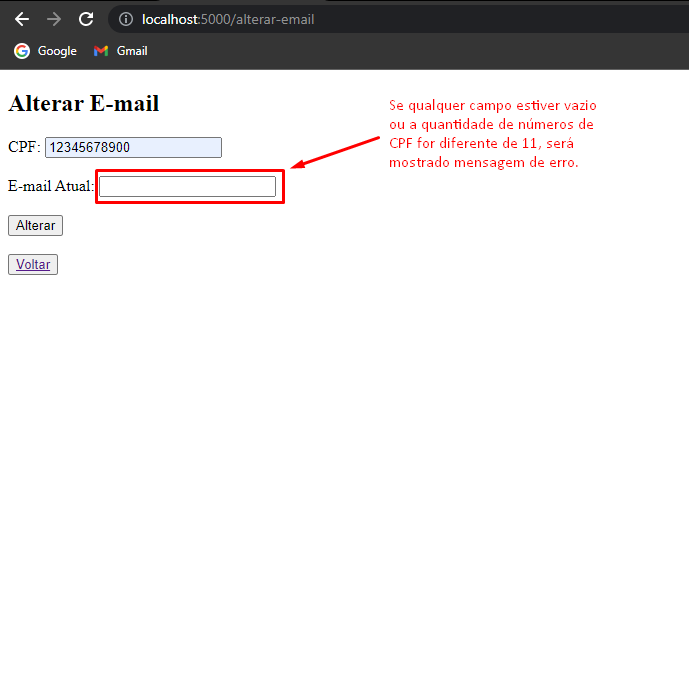 localhost:5000/alterar-email
Google Gmail
Alterar E-mail
Se qualquer campo estiver vazio
ou a quantidade de números de
CPF for diferente de 11, será
mostrado mensagem de erro.
CPF: 12345678900
E-mail Atual:
Alterar
Voltar